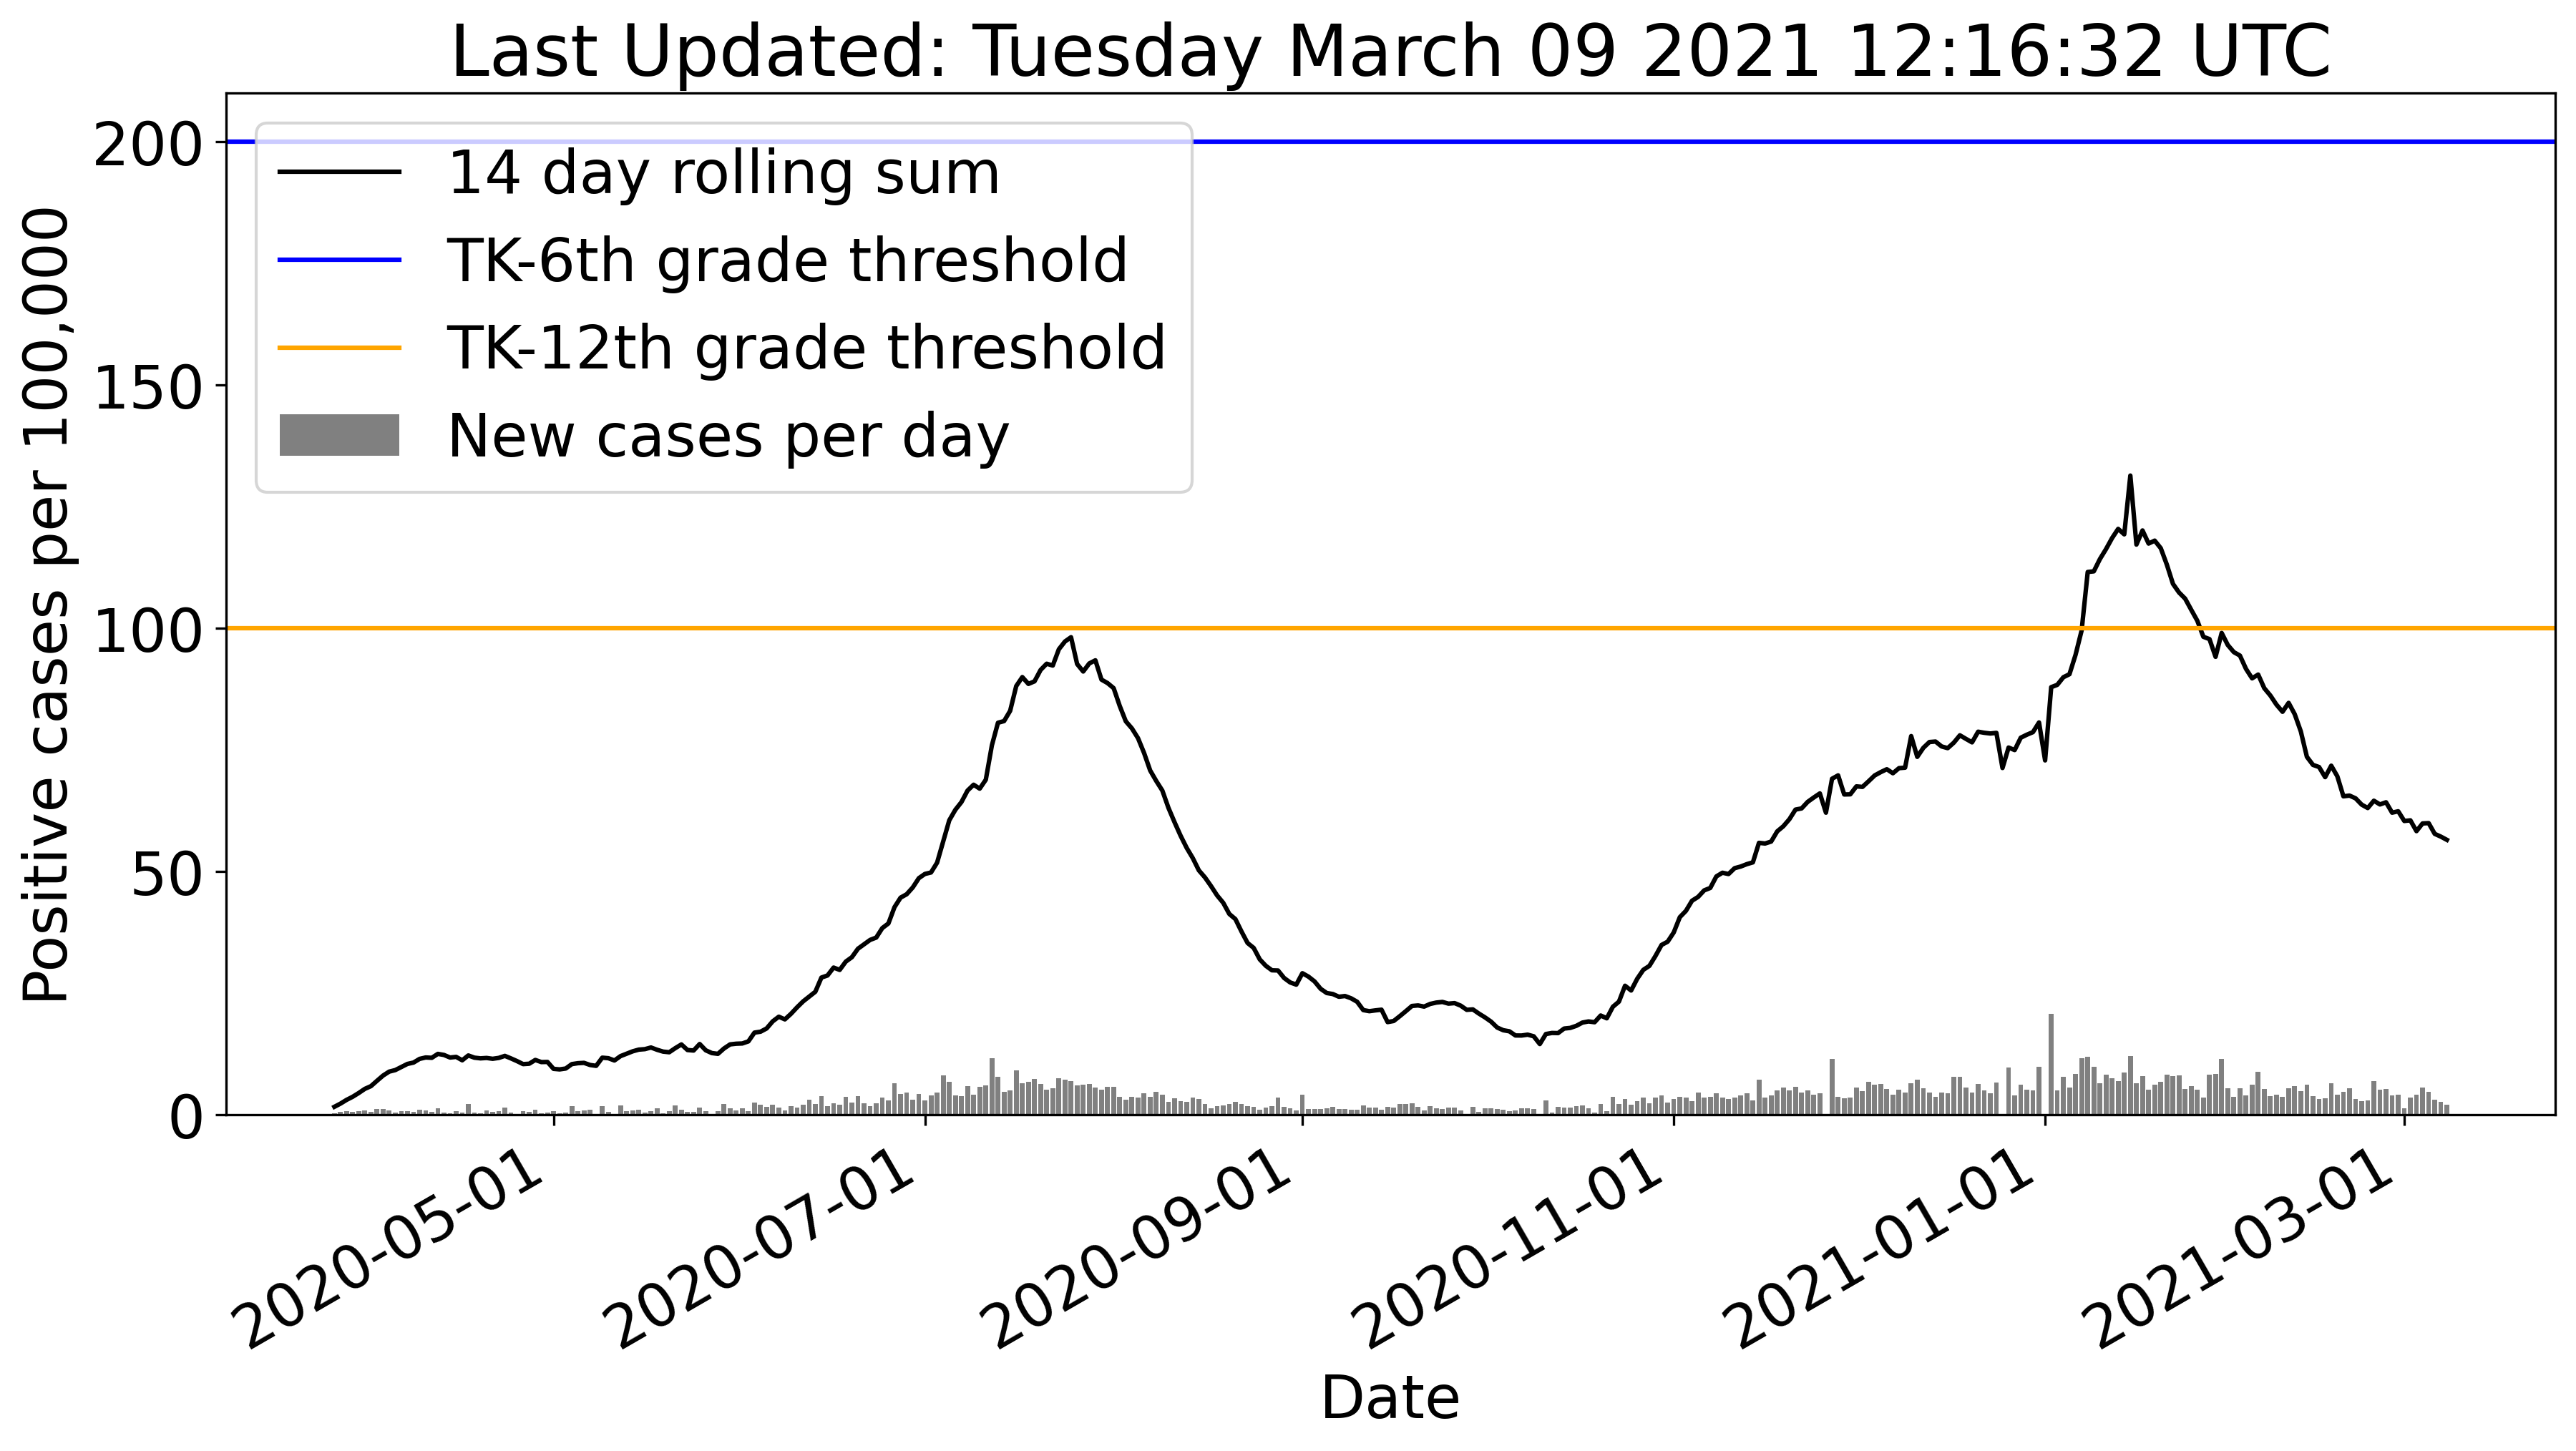 Last Updated: Tuesday March 09 2021 12:16:32 UTC
14 day rolling sum
TK-6th grade threshold
TK-12th grade threshold
New cases per day
Positive cases per 100,000
200
150
100
50
0
2020-05-01
2020-07-01
2020-09-01
2020-11-01
2021-01-01
2021-03-01
Date